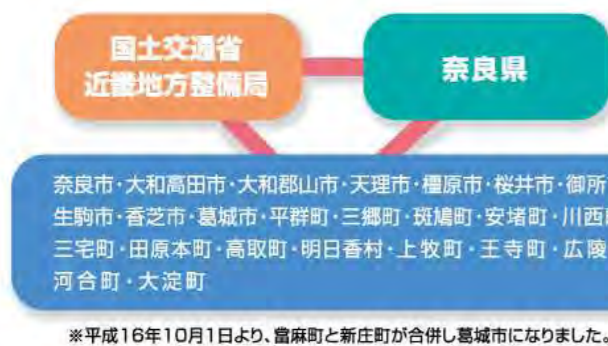 国土交通省
近畿地方整備局
奈良県
奈良市・大和高田市・大和郡山市・天理市・橿原市・桜井市・御所
生駒市・香芝市・葛城市・平群町・三郷町・斑鳩町・安堵町・川西
三宅町・田原本町・高取町・明日香村・上牧町・王寺町・広陵
河合町・大淀町
※平成16年10月1日より、當麻町と新庄町が合併し葛城市になりました。